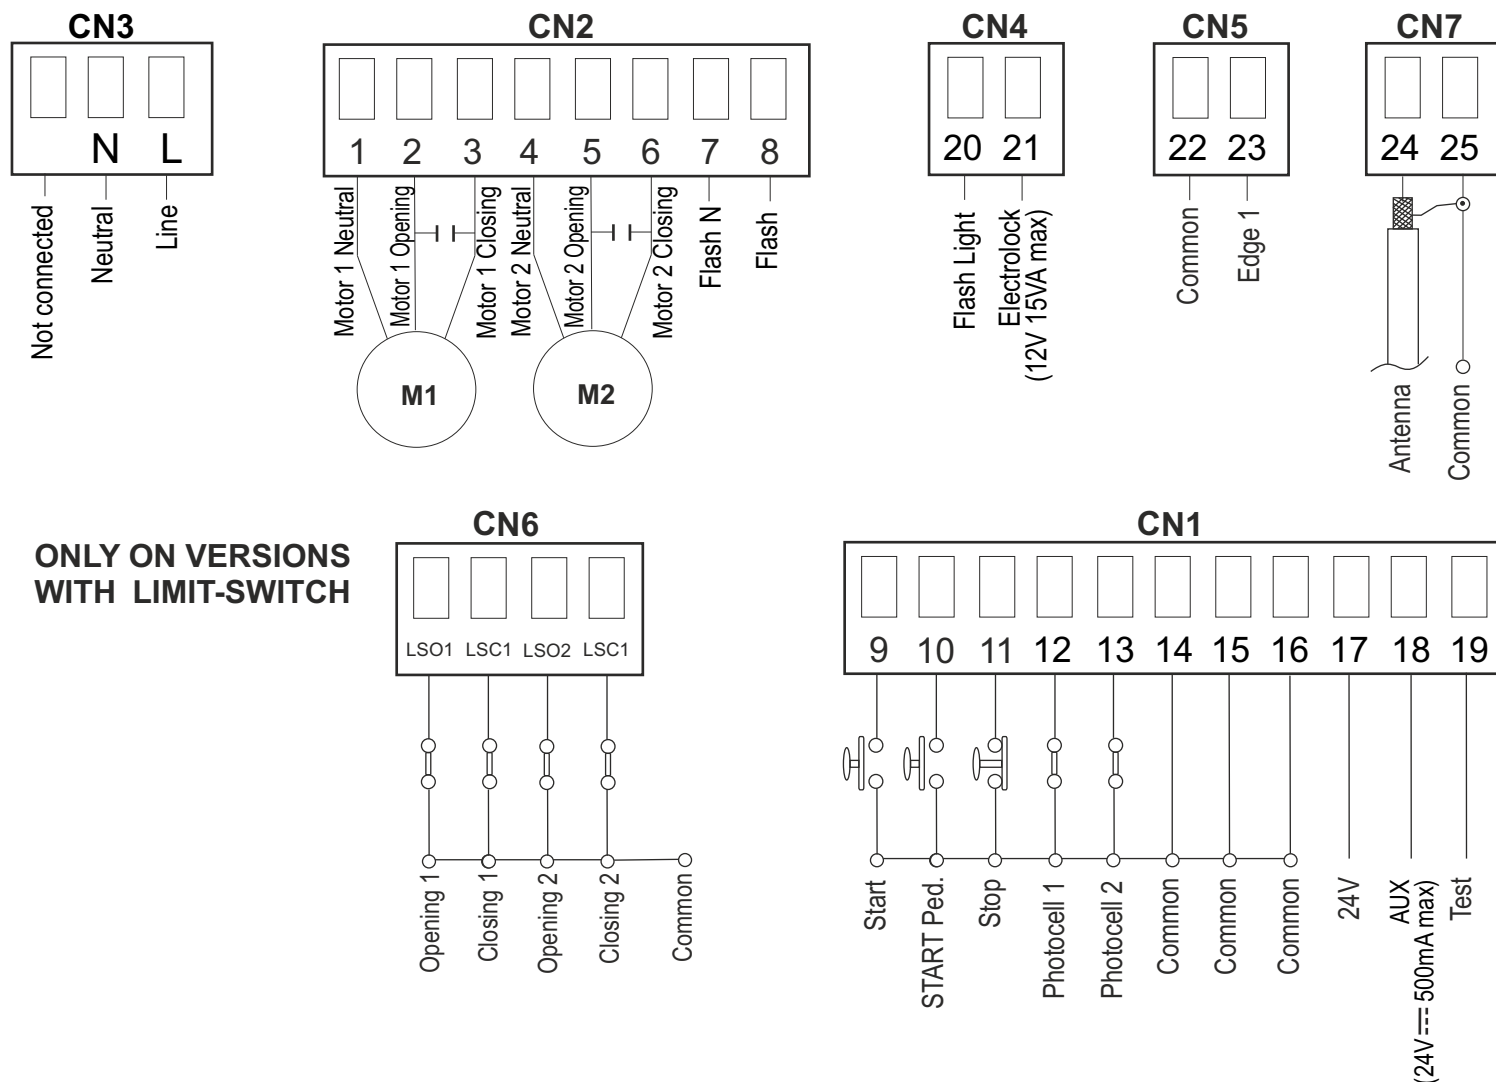 CN3
N L
Not connected
Neutral
Line
CN2
1 2 3 4 5 6 7 8
Motor 1 Neutral
Motor 1 Opening
Motor 1 Closing
Motor 2 Neutral
Motor 2 Opening
Motor 2 Closing
Flash N
Flash
M1
M2
CN4
20 21
Flash Light
Electrolock
(12V 15VA max)
CN5
22 23
Common
Edge 1
CN7
24 25
Antenna
Common
ONLY ON VERSIONS
WITH LIMIT-SWITCH
CN6
LSO1 LSC1 LSO2 LSC1
Opening 1
Closing 1
Opening 2
Closing 2
Common
CN1
9 10 11 12 13 14 15 16 17 18 19
Start
START Ped.
Stop
Photocell 1
Photocell 2
Common
Common
Common
24V
AUX
(24V ⎓ 500mA max)
Test